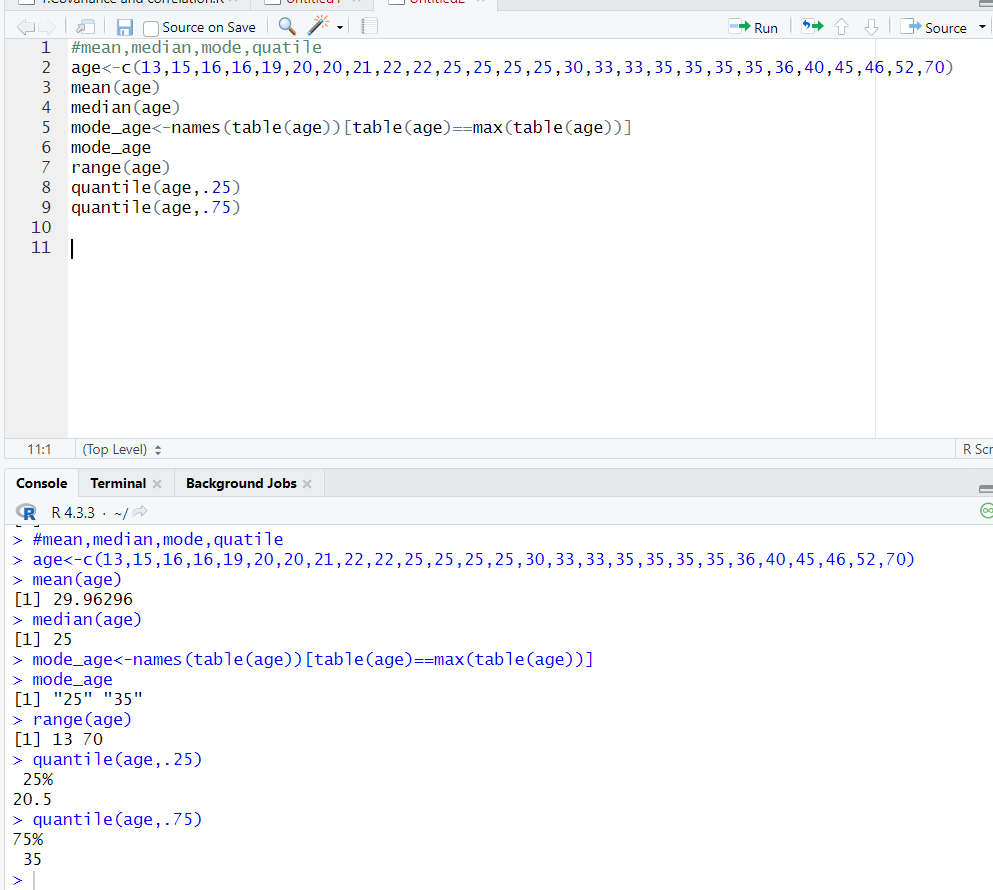 Source on Save
Run
Source
1 #mean,median,mode,quatile
2 age<-c(13,15,16,16,19,20,20,21,22,22,25,25,25,25,30,33,33,35,35,35,35,36,40,45,46,52,70)
3 mean(age)
4 median(age)
5 mode_age<-names(table(age))[table(age)==max(table(age))]
6 mode_age
7 range(age)
8 quantile(age,.25)
9 quantile(age,.75)
10
11
11:1 (Top Level) R Scr
Console Terminal Background Jobs
R 4.3.3 · ~/
> #mean,median,mode,quatile
> age<-c(13,15,16,16,19,20,20,21,22,22,25,25,25,25,30,33,33,35,35,35,35,36,40,45,46,52,70)
> mean(age)
[1] 29.96296
> median(age)
[1] 25
> mode_age<-names(table(age))[table(age)==max(table(age))]
> mode_age
[1] "25" "35"
> range(age)
[1] 13 70
> quantile(age,.25)
25%
20.5
> quantile(age,.75)
75%
35
>